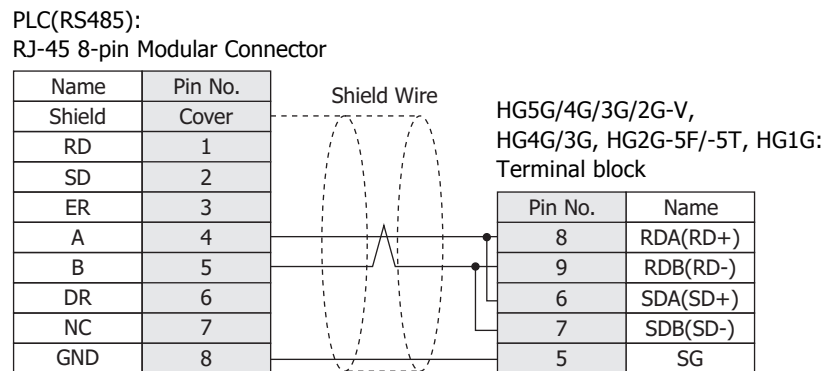 PLC(RS485):
RJ-45 8-pin Modular Connector
Name Pin No.
Shield Cover
RD 1
SD 2
ER 3
A 4
B 5
DR 6
NC 7
GND 8
Shield Wire
HG5G/4G/3G/2G-V,
HG4G/3G, HG2G-5F/-5T, HG1G:
Terminal block
Pin No. Name
8 RDA(RD+)
9 RDB(RD-)
6 SDA(SD+)
7 SDB(SD-)
5 SG